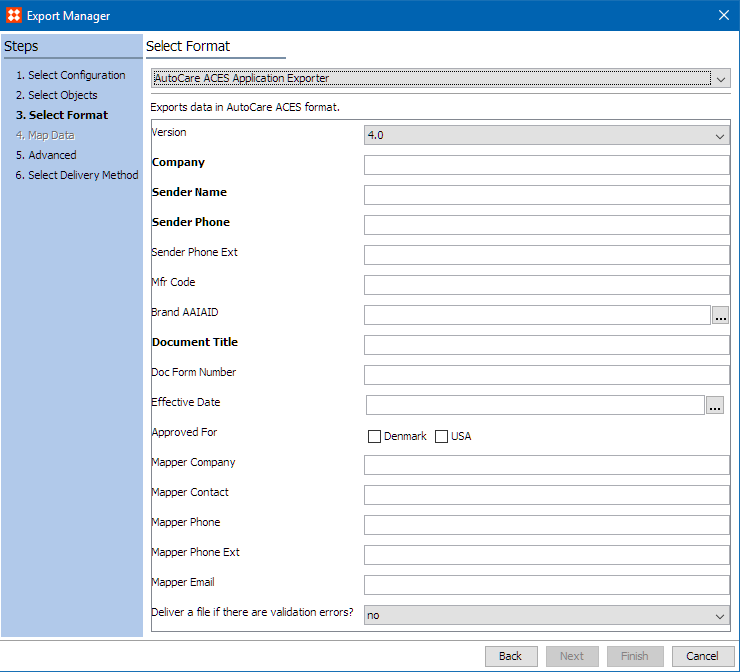 Export Manager
Steps
1. Select Configuration
2. Select Objects
3. Select Format
4. Map Data
5. Advanced
6. Select Delivery Method
Select Format
AutoCare ACES Application Exporter
Exports data in AutoCare ACES format.
Version 4.0
Company
Sender Name
Sender Phone
Sender Phone Ext
Mfr Code
Brand AAIAID ...
Document Title
Doc Form Number
Effective Date ...
Approved For Denmark USA
Mapper Company
Mapper Contact
Mapper Phone
Mapper Phone Ext
Mapper Email
Deliver a file if there are validation errors? no
Back Next Finish Cancel